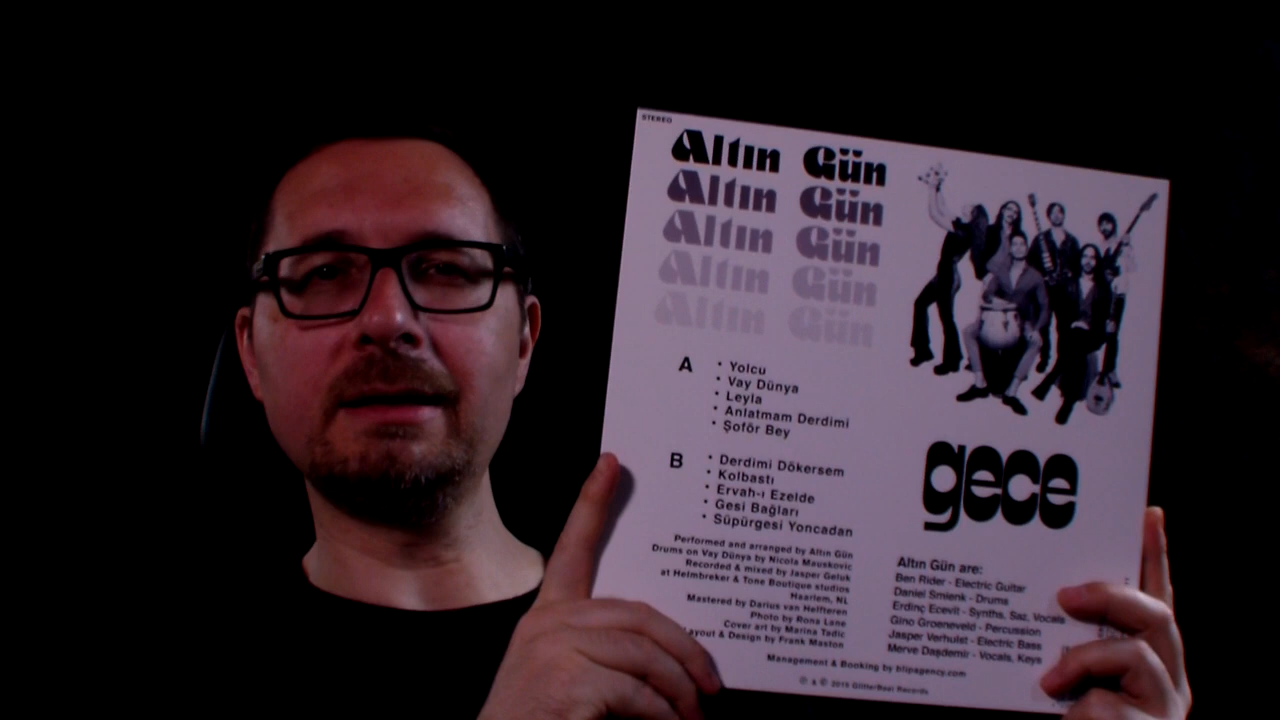 STEREO
Altın Gün
Altın Gün
Altın Gün
Altın Gün
Altın Gün
A
• Yolcu
• Vay Dünya
• Leyla
• Anlatmam Derdimi
• Şoför Bey
B
• Derdimi Dökersem
• Kolbastı
• Ervah-ı Ezelde
• Gesi Bağları
• Süpürgesi Yoncadan
Performed and arranged by Altın Gün
Drums on Vay Dünya by Nicola Mauskovic
Recorded & mixed by Jasper Geluk
at Helmbreker & Tone Boutique studios
Haarlem, NL
Mastered by Darius van Helfteren
Photo by Rona Lane
Cover art by Marina Tadic
Layout & Design by Frank Maston
gece
Altın Gün are:
Ben Rider - Electric Guitar
Daniel Smienk - Drums
Erdinç Ecevit - Synths, Saz, Vocals
Gino Groeneveld - Percussion
Jasper Verhulst - Electric Bass
Merve Daşdemir - Vocals, Keys
Management & Booking by blipagency.com
℗ & © 2019 Glitterbeat Records